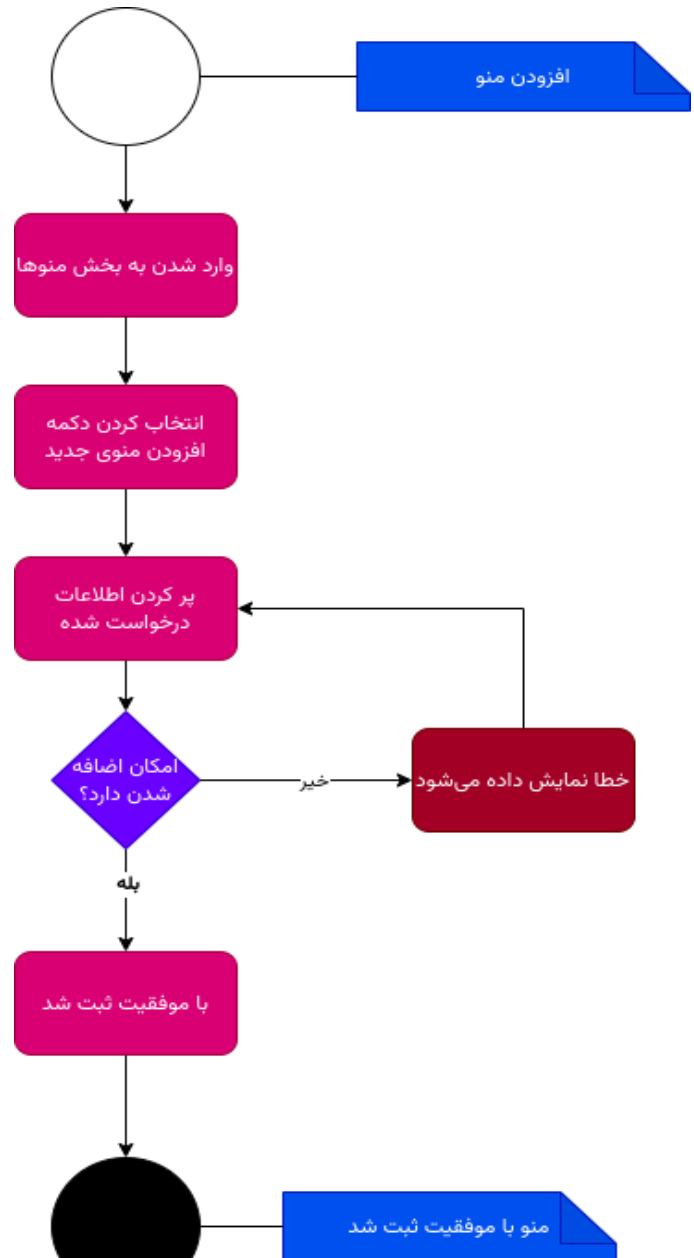 افزودن منو
وارد شدن به بخش منوها
انتخاب کردن دکمه
افزودن منوی جدید
پر کردن اطلاعات
درخواست شده
امکان اضافه
شدن دارد؟
خیر
خطا نمایش داده می‌شود
بله
با موفقیت ثبت شد
منو با موفقیت ثبت شد